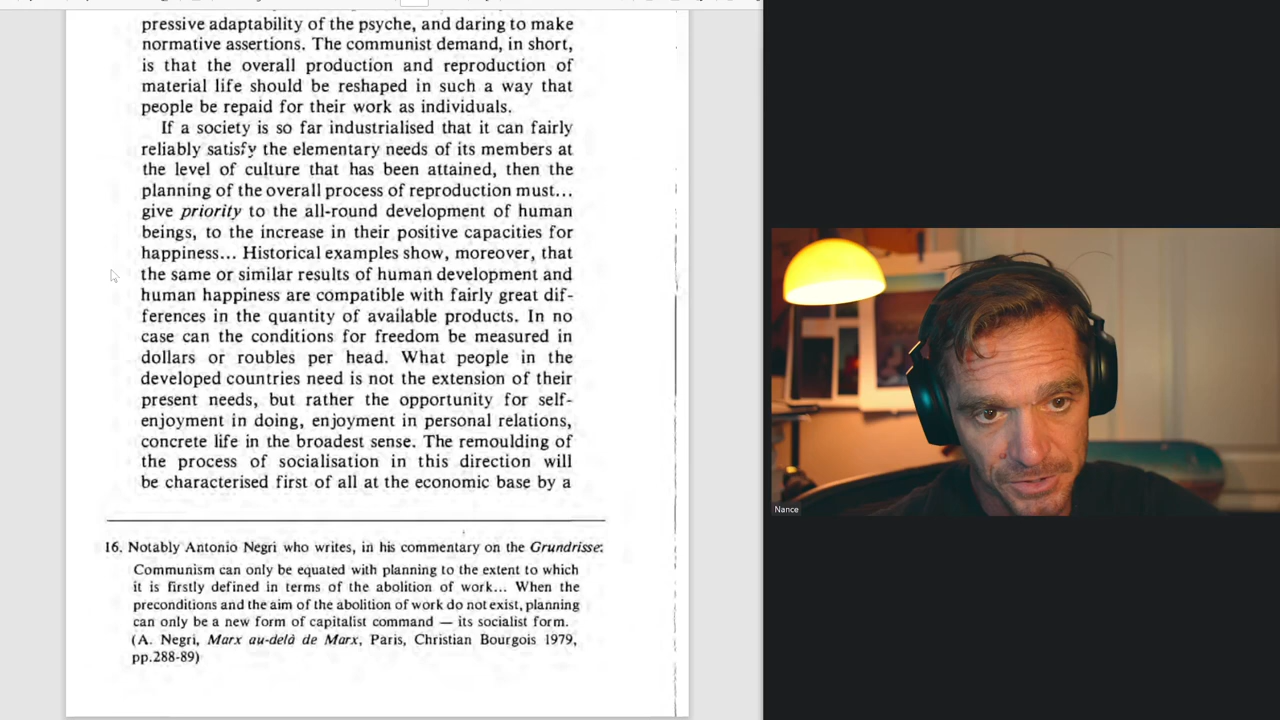 pressive adaptability of the psyche, and daring to make
normative assertions. The communist demand, in short,
is that the overall production and reproduction of
material life should be reshaped in such a way that
people be repaid for their work as individuals.
If a society is so far industrialised that it can fairly
reliably satisfy the elementary needs of its members at
the level of culture that has been attained, then the
planning of the overall process of reproduction must...
give priority to the all-round development of human
beings, to the increase in their positive capacities for
happiness... Historical examples show, moreover, that
the same or similar results of human development and
human happiness are compatible with fairly great dif-
ferences in the quantity of available products. In no
case can the conditions for freedom be measured in
dollars or roubles per head. What people in the
developed countries need is not the extension of their
present needs, but rather the opportunity for self-
enjoyment in doing, enjoyment in personal relations,
concrete life in the broadest sense. The remoulding of
the process of socialisation in this direction will
be characterised first of all at the economic base by a
16. Notably Antonio Negri who writes, in his commentary on the Grundrisse:
Communism can only be equated with planning to the extent to which
it is firstly defined in terms of the abolition of work... When the
preconditions and the aim of the abolition of work do not exist, planning
can only be a new form of capitalist command — its socialist form.
(A. Negri, Marx au-delà de Marx, Paris, Christian Bourgois 1979,
pp.288-89)
Nance